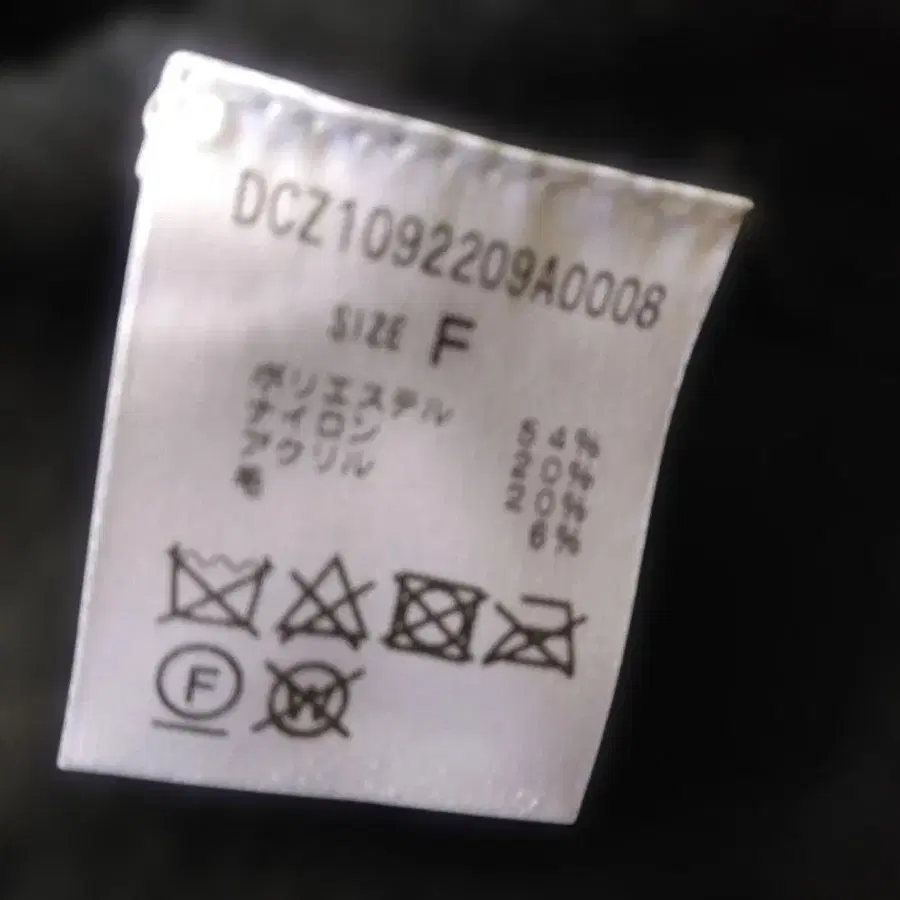 DCZ1092209A0008
SIZE F
ポリエステル 54%
ナイロン 20%
アクリル 20%
毛 6%
F W